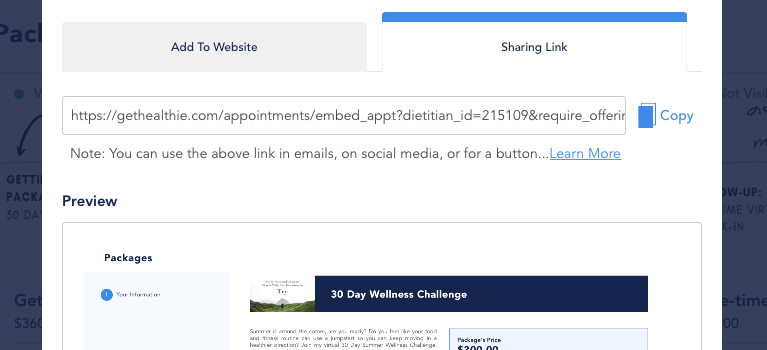 Pack
Add To Website
Sharing Link
Not Visi
https://gethealthie.com/appointments/embed_appt?dietitian_id=215109&require_offerin
Copy
Note: You can use the above link in emails, on social media, or for a button...Learn More
GETTI
PACKA
30 DA
OW-UP:
IME VIR
K-IN
Preview
Packages
Your Information
Try
30 Day Wellness Challenge
Get
$360
e-time
00
Summer is around the corner, are you ready? Do you feel like your food
and fitness routine can use a jumpstart so you can keep moving in a
healthier direction? Join my virtual 30 Day Summer Wellness Challenge,
Package's Price
$300.00